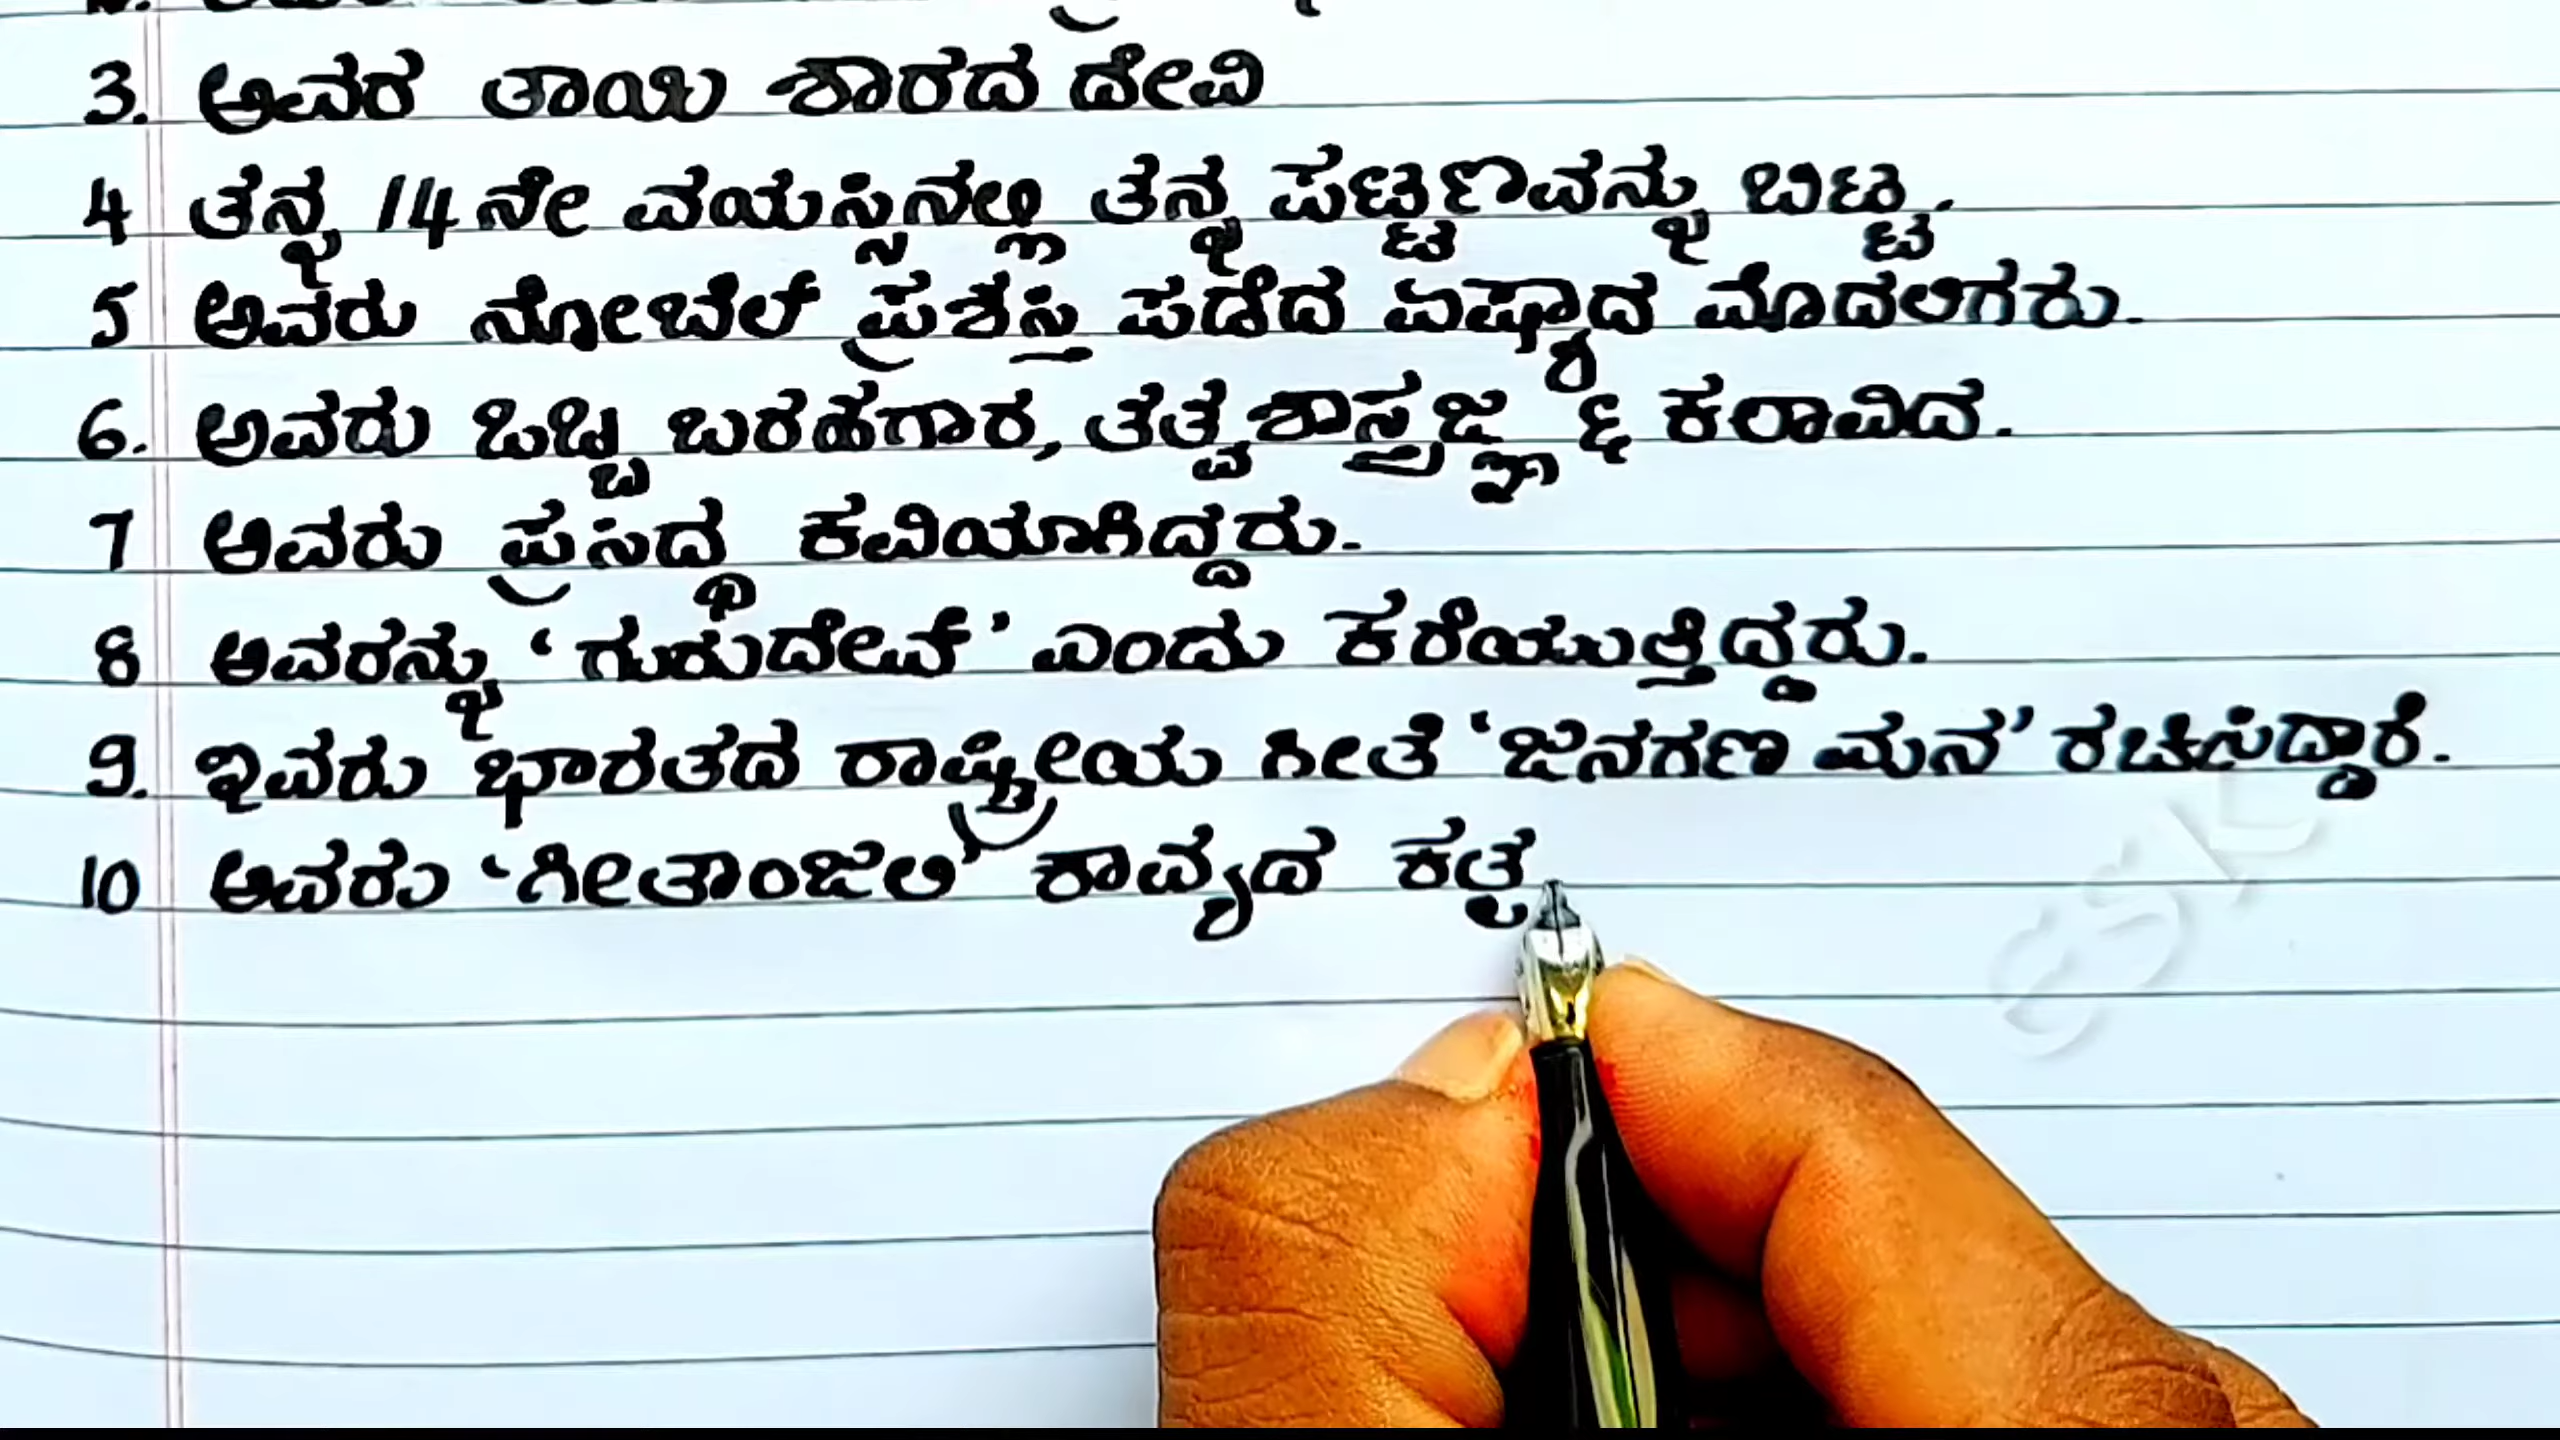 3. ಅವರ ತಾಯಿ ಶಾರದ ದೇವಿ
4 ತನ್ನ 14ನೇ ವಯಸ್ಸಿನಲ್ಲಿ ತನ್ನ ಪಟ್ಟಣವನ್ನು ಬಿಟ್ಟ.
5 ಅವರು ನೋಬೆಲ್ ಪ್ರಶಸ್ತಿ ಪಡೆದ ಏಷ್ಯಾದ ಮೊದಲಿಗರು.
6. ಅವರು ಒಬ್ಬ ಬರಹಗಾರ, ತತ್ವಶಾಸ್ತ್ರಜ್ಞ & ಕಲಾವಿದ.
7 ಅವರು ಪ್ರಸಿದ್ಧ ಕವಿಯಾಗಿದ್ದರು.
8 ಅವರನ್ನು 'ಗುರುದೇವ್' ಎಂದು ಕರೆಯುತ್ತಿದ್ದರು.
9. ಇವರು ಭಾರತದ ರಾಷ್ಟ್ರೀಯ ಗೀತೆ 'ಜನಗಣ ಮನ' ರಚಿಸಿದ್ದಾರೆ.
10 ಅವರು 'ಗೀತಾಂಜಲಿ' ಕಾವ್ಯದ